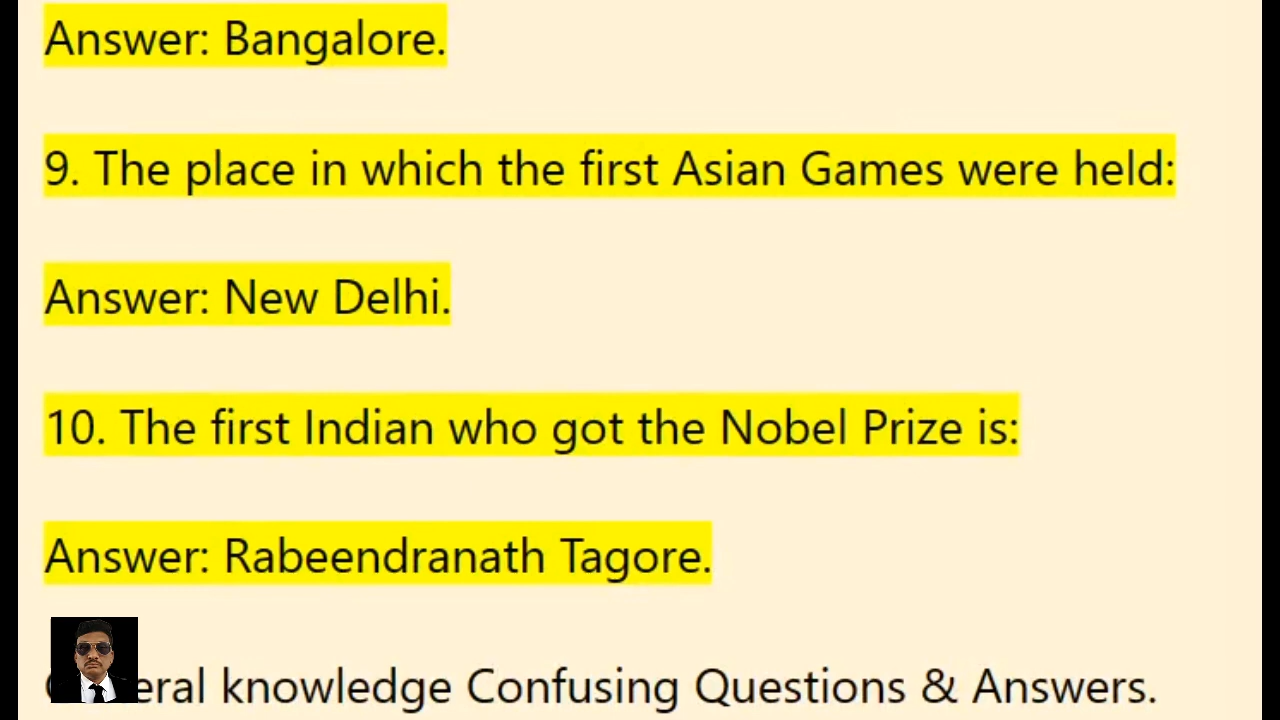 Answer: Bangalore.
9. The place in which the first Asian Games were held:
Answer: New Delhi.
10. The first Indian who got the Nobel Prize is:
Answer: Rabeendranath Tagore.
knowledge Confusing Questions & Answers.